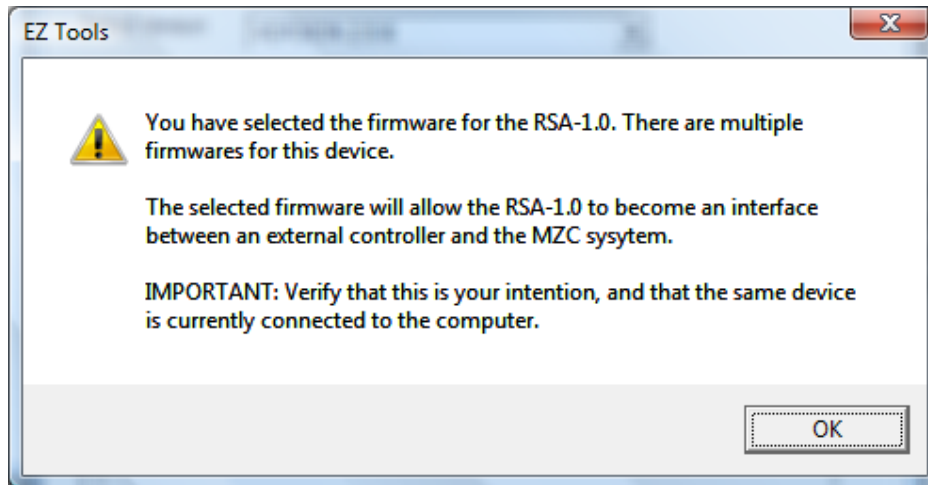 EZ Tools
You have selected the firmware for the RSA-1.0. There are multiple
firmwares for this device.
The selected firmware will allow the RSA-1.0 to become an interface
between an external controller and the MZC sysytem.
IMPORTANT: Verify that this is your intention, and that the same device
is currently connected to the computer.
OK